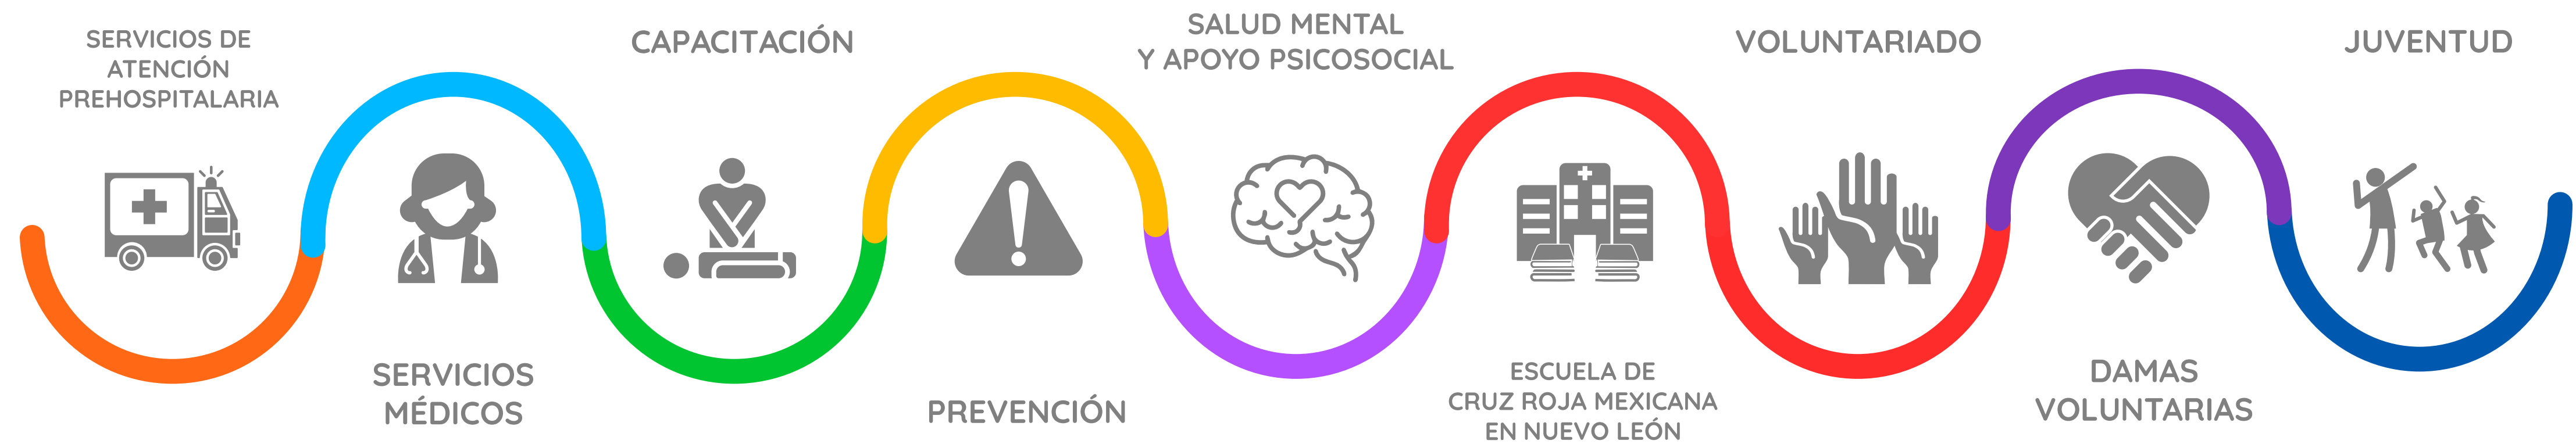 SERVICIOS DE
ATENCIÓN
PREHOSPITALARIA
SERVICIOS
MÉDICOS
CAPACITACIÓN
PREVENCIÓN
SALUD MENTAL
Y APOYO PSICOSOCIAL
ESCUELA DE
CRUZ ROJA MEXICANA
EN NUEVO LEÓN
VOLUNTARIADO
DAMAS
VOLUNTARIAS
JUVENTUD